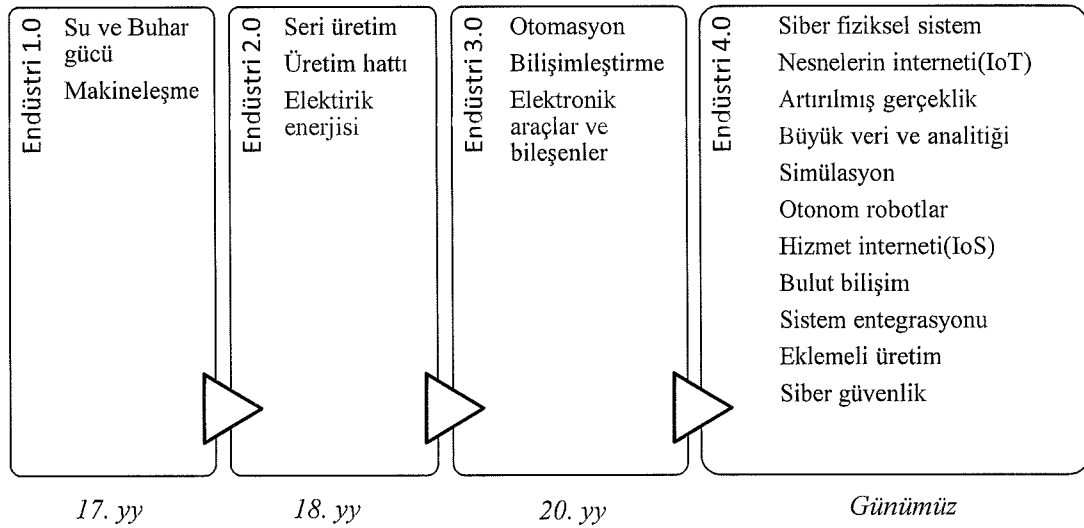 Endüstri 1.0
Su ve Buhar
gücü
Makineleşme
Endüstri 2.0
Seri üretim
Üretim hattı
Elektirik
enerjisi
Endüstri 3.0
Otomasyon
Bilişimleştirme
Elektronik
araçlar ve
bileşenler
Endüstri 4.0
Siber fiziksel sistem
Nesnelerin interneti(IoT)
Artırılmış gerçeklik
Büyük veri ve analitiği
Simülasyon
Otonom robotlar
Hizmet interneti(IoS)
Bulut bilişim
Sistem entegrasyonu
Eklemeli üretim
Siber güvenlik
17. yy
18. yy
20. yy
Günümüz